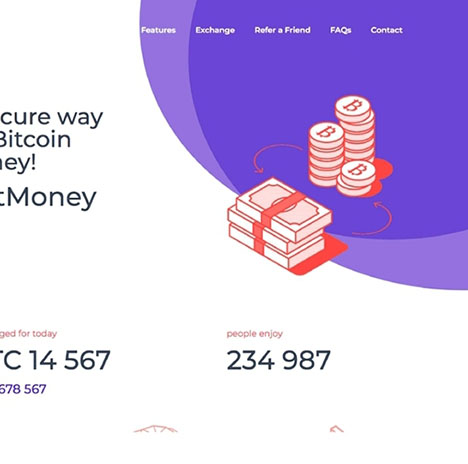 Features Exchange Refer a Friend FAQs Contact
cure way
Bitcoin
ney!
tMoney
ged for today
people enjoy
TC 14 567
234 987
678 567